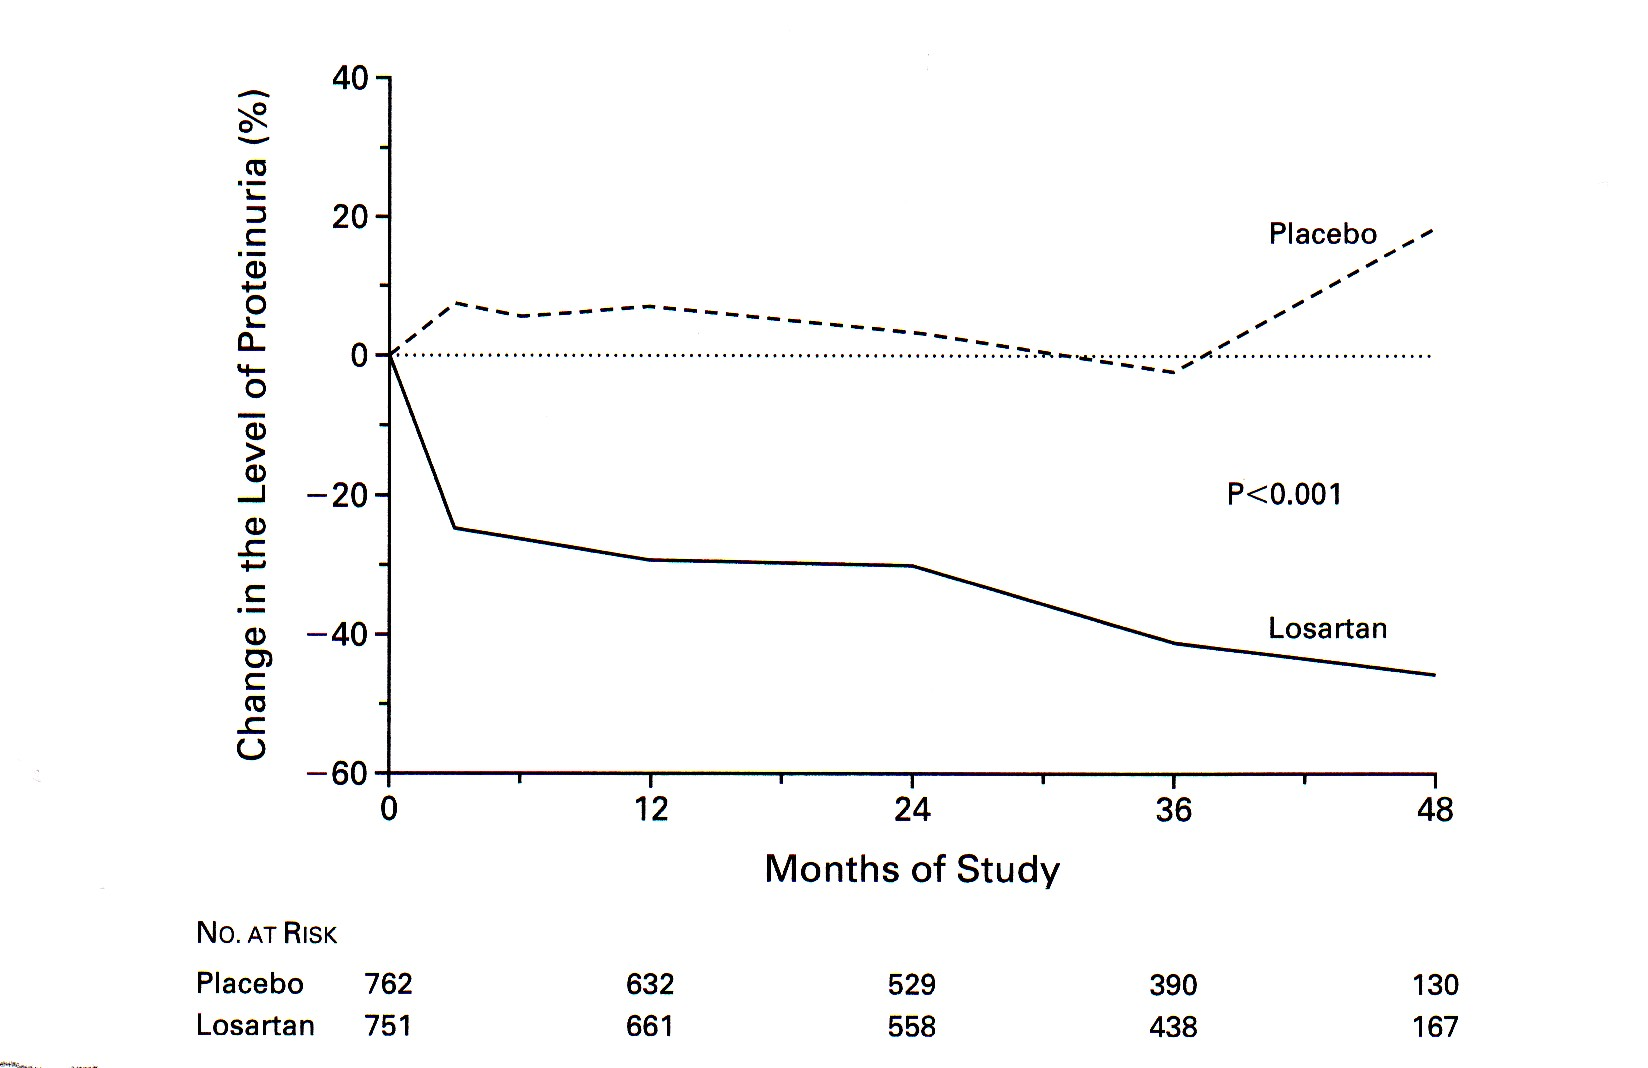 Change in the Level of Proteinuria (%)
40
20
0
−20
−40
−60
Placebo
P<0.001
Losartan
0 12 24 36 48
Months of Study
NO. AT RISK
Placebo 762 632 529 390 130
Losartan 751 661 558 438 167